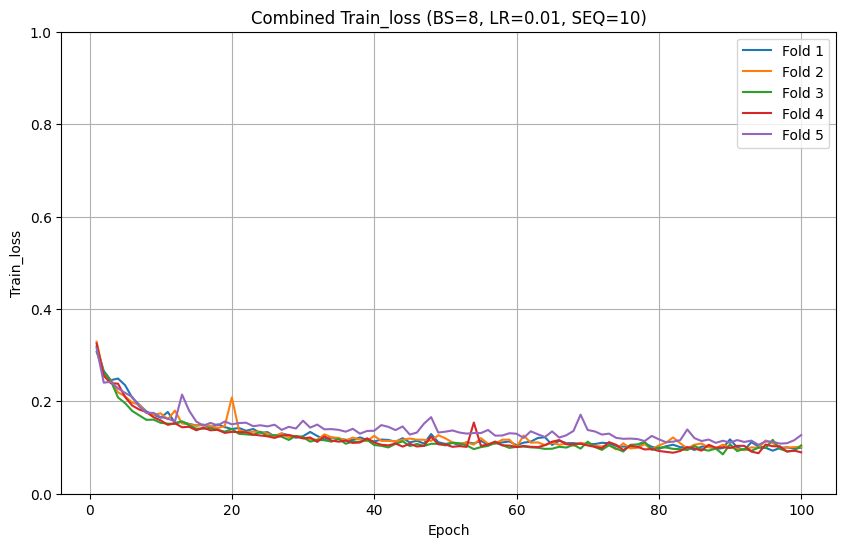 Combined Train_loss (BS=8, LR=0.01, SEQ=10)
1.0
0.8
0.6
0.4
0.2
0.0
Train_loss
0
20
40
60
80
100
Epoch
Fold 1
Fold 2
Fold 3
Fold 4
Fold 5